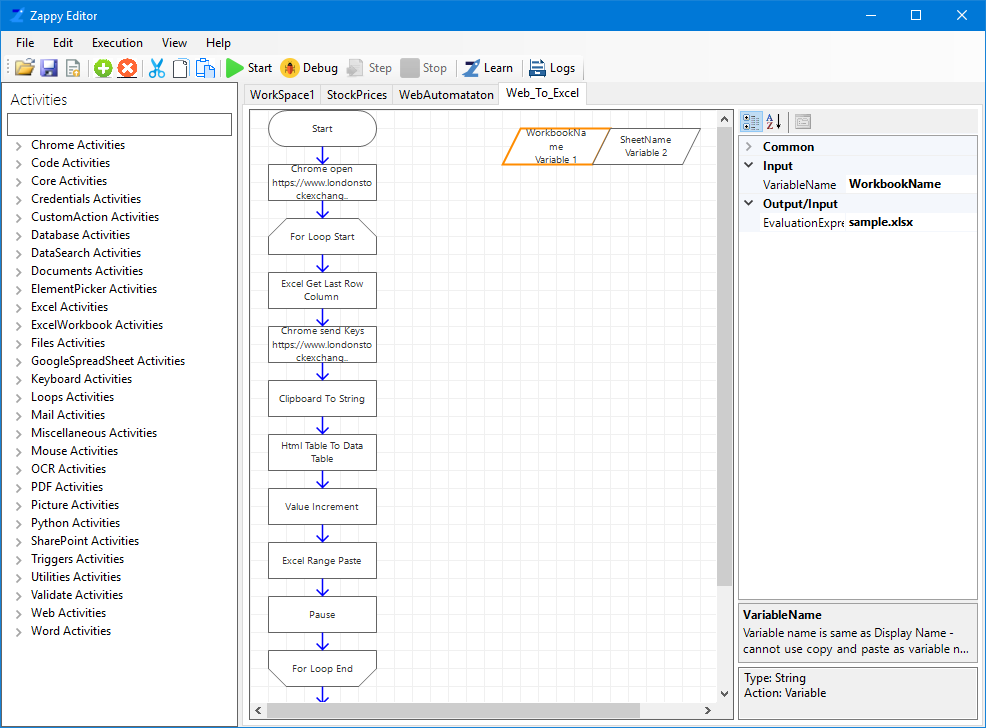 Zappy Editor
File Edit Execution View Help
Start Debug Step Stop Learn Logs
Activities
Chrome Activities
Code Activities
Core Activities
Credentials Activities
CustomAction Activities
Database Activities
DataSearch Activities
Documents Activities
ElementPicker Activities
Excel Activities
ExcelWorkbook Activities
Files Activities
GoogleSpreadSheet Activities
Keyboard Activities
Loops Activities
Mail Activities
Miscellaneous Activities
Mouse Activities
OCR Activities
PDF Activities
Picture Activities
Python Activities
SharePoint Activities
Triggers Activities
Utilities Activities
Validate Activities
Web Activities
Word Activities
WorkSpace1 StockPrices WebAutomataton Web_To_Excel
Start
Chrome open
https://www.londonsto
ckexchang..
For Loop Start
Excel Get Last Row
Column
Chrome send Keys
https://www.londonsto
ckexchang..
Clipboard To String
Html Table To Data
Table
Value Increment
Excel Range Paste
Pause
For Loop End
WorkbookNa
me
Variable 1
SheetName
Variable 2
Common
Input
VariableName WorkbookName
Output/Input
EvaluationExpre sample.xlsx
VariableName
Variable name is same as Display Name -
cannot use copy and paste as variable n...
Type: String
Action: Variable